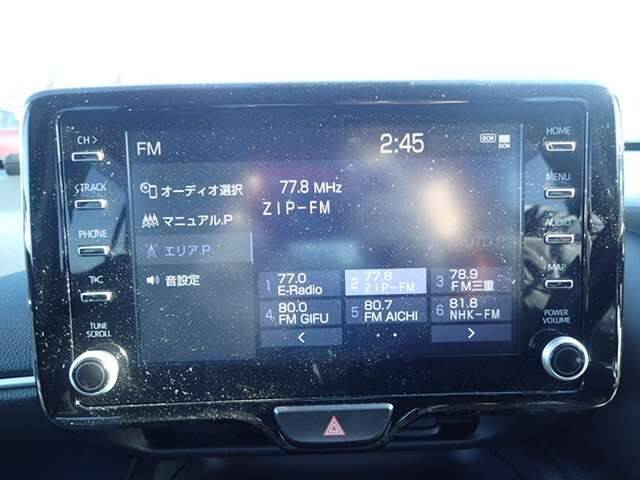 FM
2:45
DCM
DCM
CH >
TRACK
PHONE
T/C
TUNE
SCROLL
オーディオ選択
マニュアル.P
エリア.P
音設定
77.8 MHz
ZIP-FM
AUTO.P
1 77.0 E-Radio
2 77.8 ZIP-FM
3 78.9 FM三重
4 80.0 FM GIFU
5 80.7 FM AICHI
6 81.8 NHK-FM
<
>
HOME
MENU
AUDIO
MAP
POWER
VOLUME